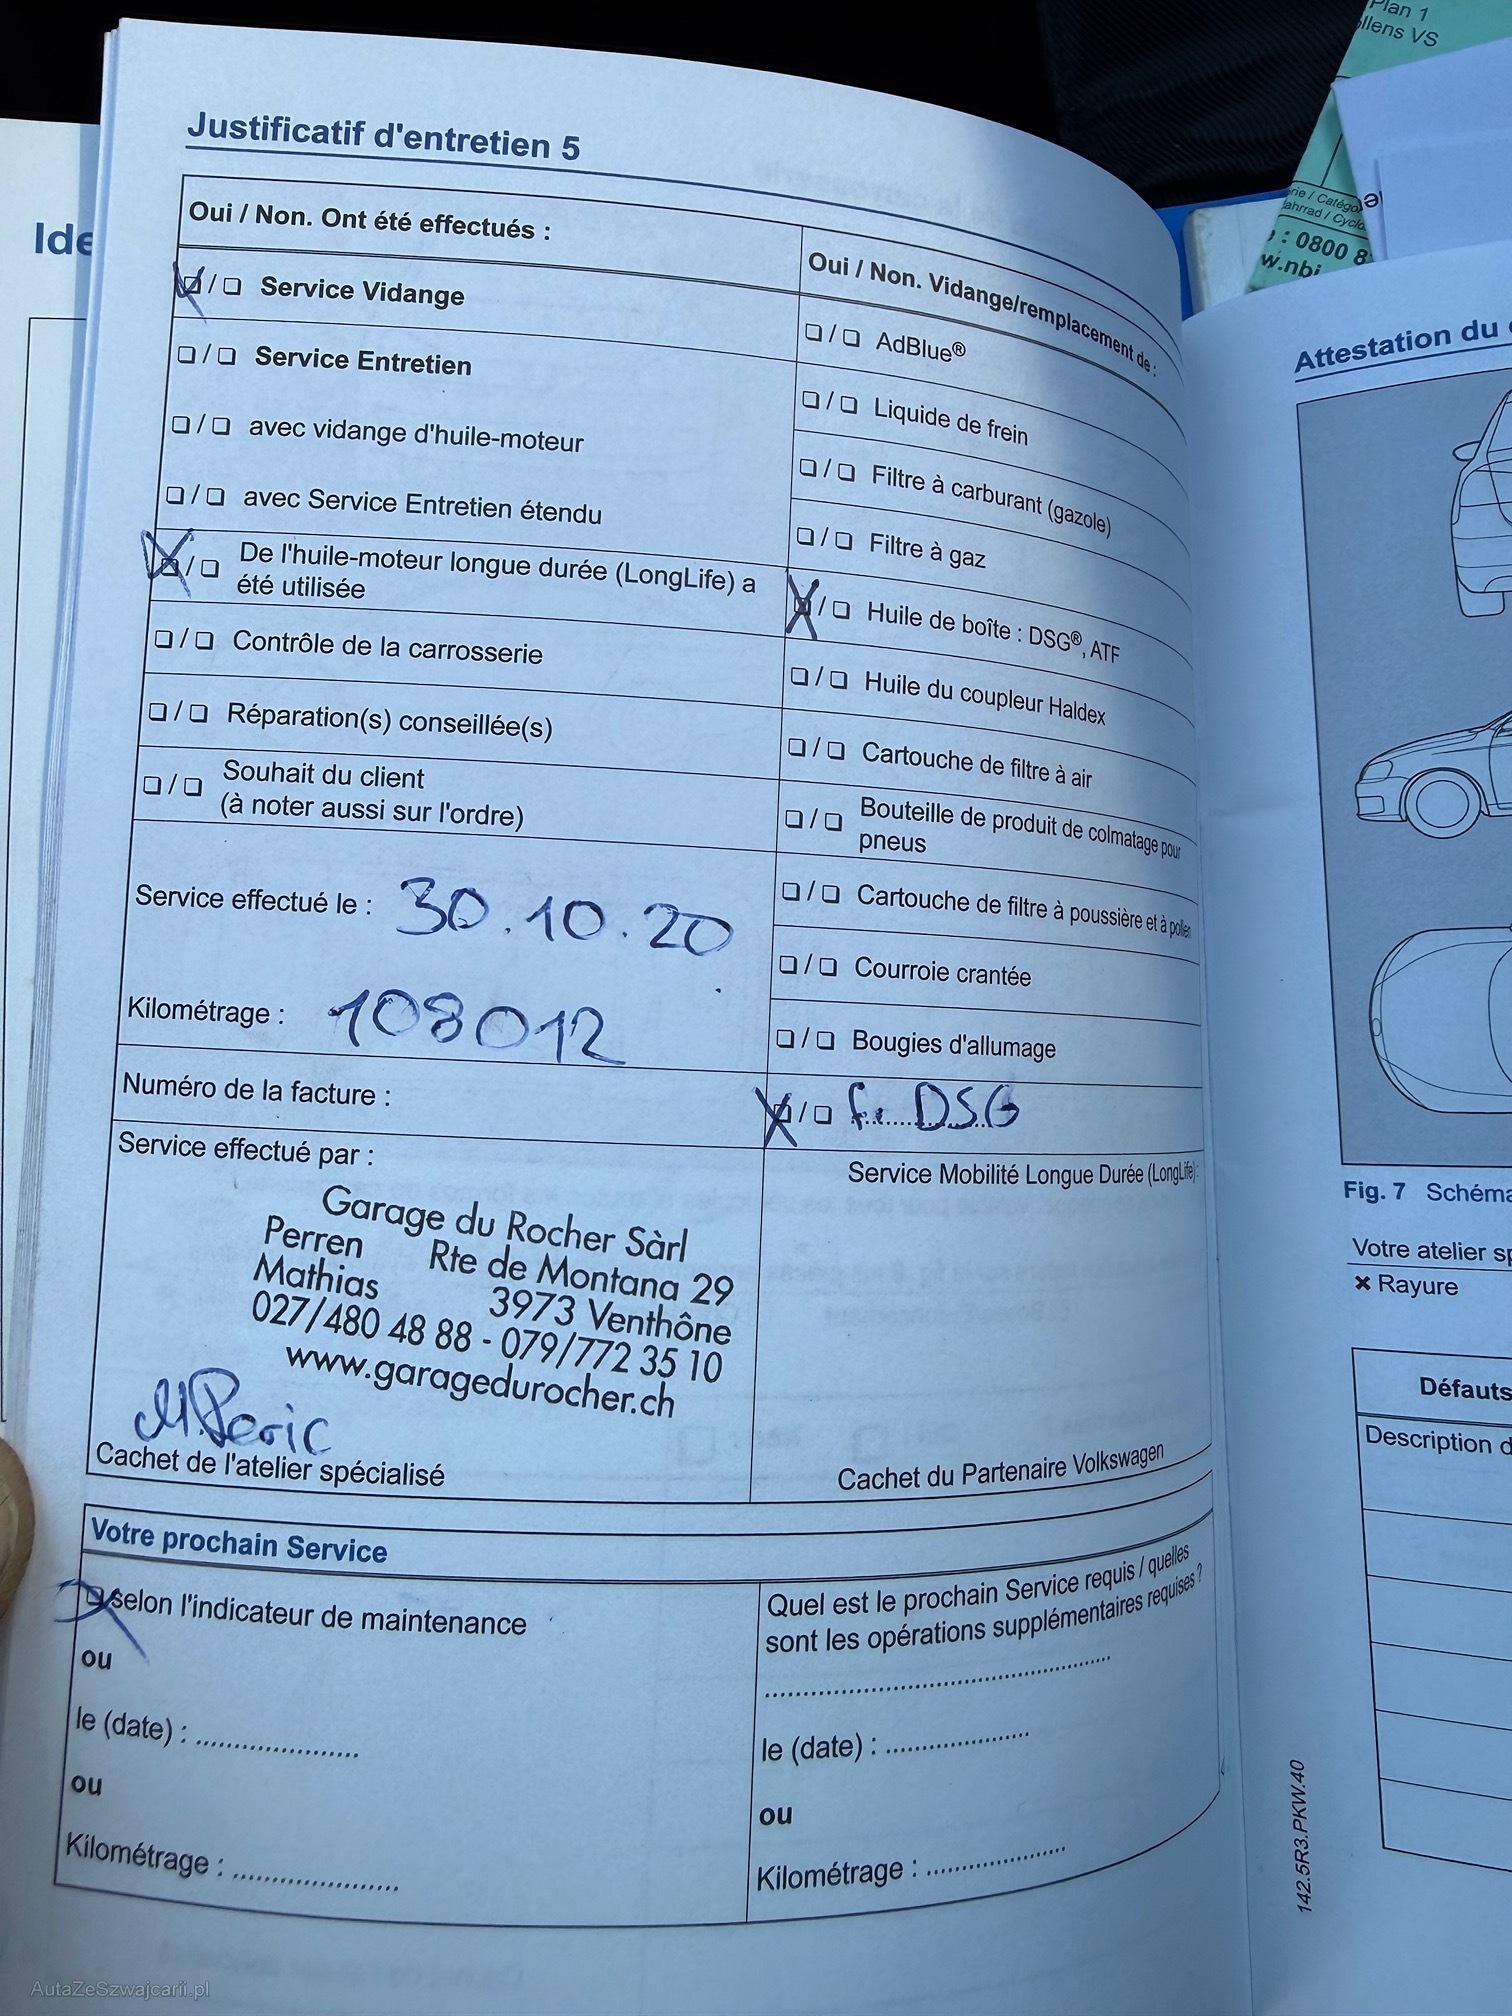 Plan 1
llens VS
: 0800 8
w.nbi
Ide
Justificatif d'entretien 5
Oui / Non. Ont été effectués :
❑ / ❑ Service Vidange
❑ / ❑ Service Entretien
❑ / ❑ avec vidange d'huile-moteur
❑ / ❑ avec Service Entretien étendu
❑ / ❑ De l'huile-moteur longue durée (LongLife) a
été utilisée
❑ / ❑ Contrôle de la carrosserie
❑ / ❑ Réparation(s) conseillée(s)
❑ / ❑ Souhait du client
(à noter aussi sur l'ordre)
Service effectué le : 30.10.20
Kilométrage : 108012
Numéro de la facture :
Service effectué par :
Garage du Rocher Sàrl
Perren Rte de Montana 29
Mathias 3973 Venthône
027/480 48 88 - 079/772 35 10
www.garagedurocher.ch
Cachet de l'atelier spécialisé
Oui / Non. Vidange/remplacement de :
❑ / ❑ AdBlue®
❑ / ❑ Liquide de frein
❑ / ❑ Filtre à carburant (gazole)
❑ / ❑ Filtre à gaz
❑ / ❑ Huile de boîte : DSG®, ATF
❑ / ❑ Huile du coupleur Haldex
❑ / ❑ Cartouche de filtre à air
❑ / ❑ Bouteille de produit de colmatage pour
pneus
❑ / ❑ Cartouche de filtre à poussière et à pollen
❑ / ❑ Courroie crantée
❑ / ❑ Bougies d'allumage
❑ / ❑ f. DSG
Service Mobilité Longue Durée (LongLife) :
Cachet du Partenaire Volkswagen
Votre prochain Service
❑ selon l'indicateur de maintenance
ou
le (date) : .....................
ou
Kilométrage : .....................
Quel est le prochain Service requis / quelles
sont les opérations supplémentaires requises ?
..................................................
le (date) : .....................
ou
Kilométrage : .....................
Attestation du
Fig. 7 Schéma
Votre atelier sp
✖ Rayure
Défauts
Description d
142.5R3.PKW.40
AutaZeSzwajcarii.pl